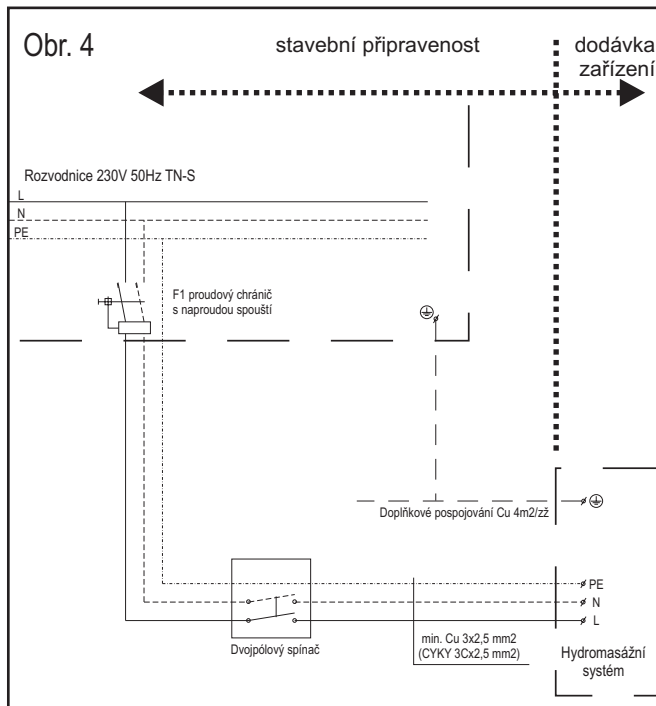 Obr. 4
stavební připravenost
dodávka
zařízení
Rozvodnice 230V 50Hz TN-S
L
N
PE
F1 proudový chránič
s naproudou spouští
Doplňkové pospojování Cu 4m2/zž
PE
N
L
Dvojpólový spínač
min. Cu 3x2,5 mm2
(CYKY 3Cx2,5 mm2)
Hydromasážní
systém